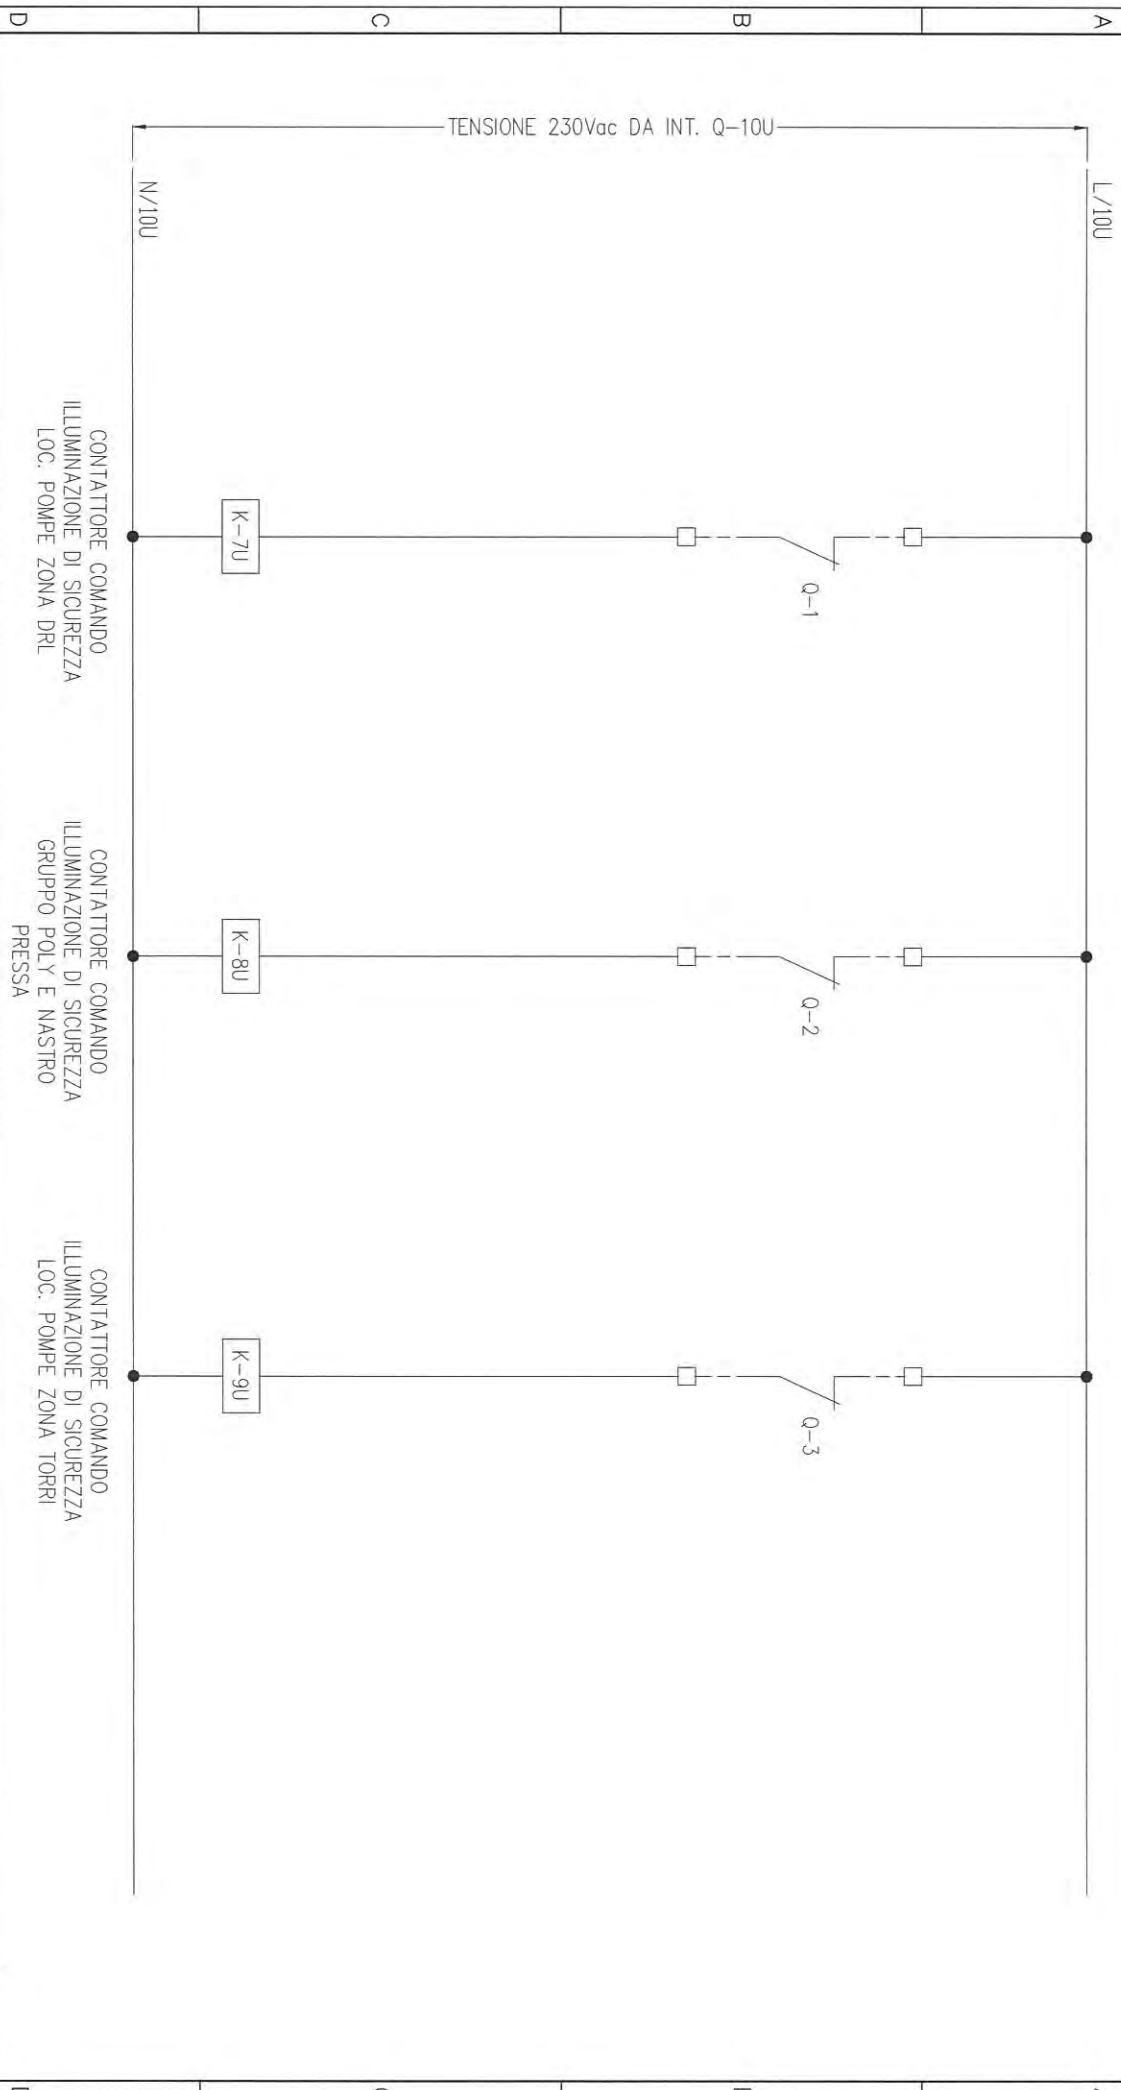 A
B
C
D
L/10U
TENSIONE 230Vac DA INT. Q-10U
N/10U
Q-1
Q-2
Q-3
K-7U
K-8U
K-9U
CONTATTORE COMANDO
ILLUMINAZIONE DI SICUREZZA
LOC. POMPE ZONA DRL
CONTATTORE COMANDO
ILLUMINAZIONE DI SICUREZZA
GRUPPO POLY E NASTRO
PRESSA
CONTATTORE COMANDO
ILLUMINAZIONE DI SICUREZZA
LOC. POMPE ZONA TORRI